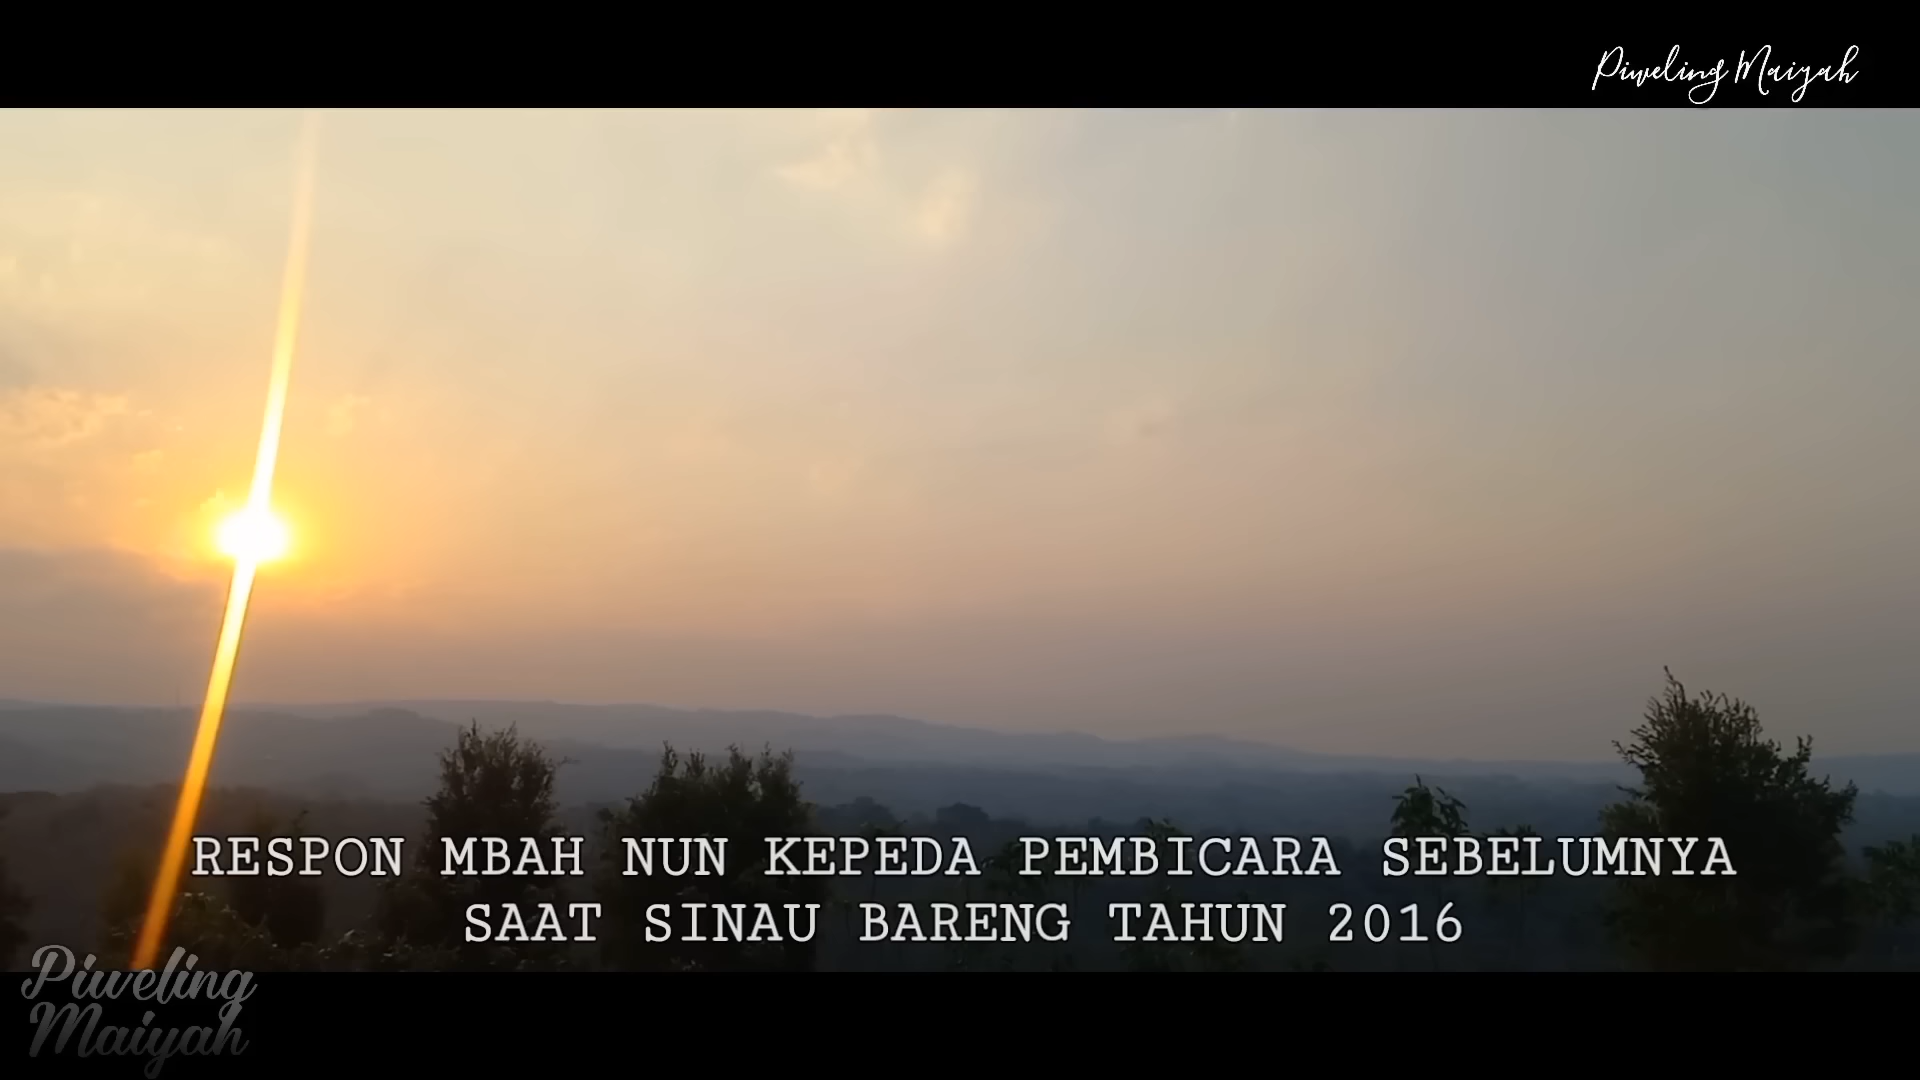 Piweling Maiyah
RESPON MBAH NUN KEPEDA PEMBICARA SEBELUMNYA
SAAT SINAU BARENG TAHUN 2016
Piweling
Maiyah